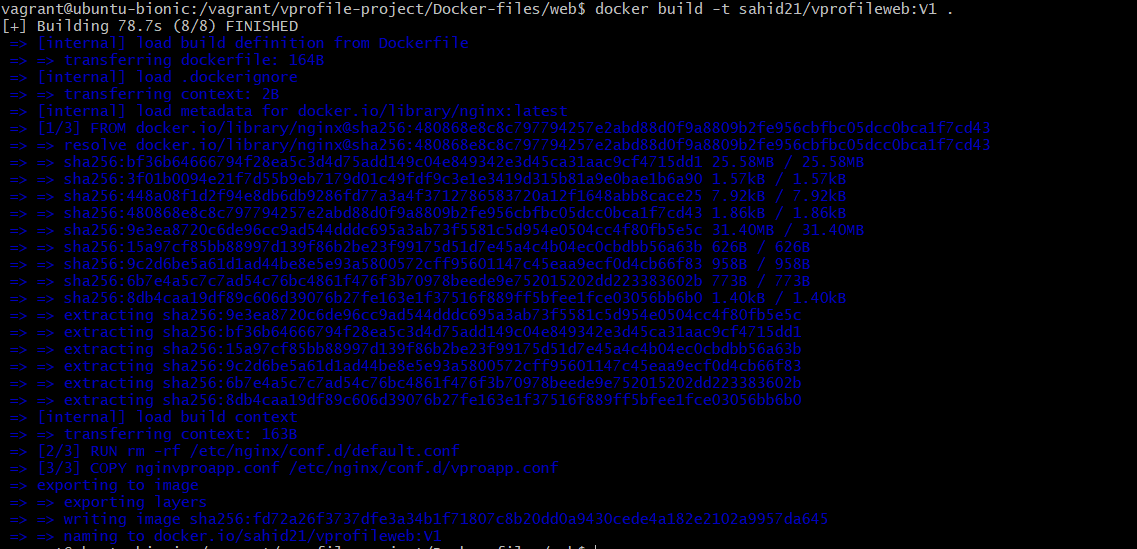 vagrant@ubuntu-bionic:/vagrant/vprofile-project/Docker-files/web$ docker build -t sahid21/vprofileweb:V1 .
[+] Building 78.7s (8/8) FINISHED
=> [internal] load build definition from Dockerfile
=> => transferring dockerfile: 164B
=> [internal] load .dockerignore
=> => transferring context: 2B
=> [internal] load metadata for docker.io/library/nginx:latest
=> [1/3] FROM docker.io/library/nginx@sha256:480868e8c8c797794257e2abd88d0f9a8809b2fe956cbfbc05dcc0bca1f7cd43
=> => resolve docker.io/library/nginx@sha256:480868e8c8c797794257e2abd88d0f9a8809b2fe956cbfbc05dcc0bca1f7cd43
=> => sha256:bf36b64666794f28ea5c3d4d75add149c04e849342e3d45ca31aac9cf4715dd1 25.58MB / 25.58MB
=> => sha256:3f01b0094e21f7d55b9eb7179d01c49fdf9c3e1e3419d315b81a9e0bae1b6a90 1.57kB / 1.57kB
=> => sha256:448a08f1d2f94e8db6db9286fd77a3a4f3712786583720a12f1648abb8cace25 7.92kB / 7.92kB
=> => sha256:480868e8c8c797794257e2abd88d0f9a8809b2fe956cbfbc05dcc0bca1f7cd43 1.86kB / 1.86kB
=> => sha256:9e3ea8720c6de96cc9ad544dddc695a3ab73f5581c5d954e0504cc4f80fb5e5c 31.40MB / 31.40MB
=> => sha256:15a97cf85bb88997d139f86b2be23f99175d51d7e45a4c4b04ec0cbdbb56a63b 626B / 626B
=> => sha256:9c2d6be5a61d1ad44be8e5e93a5800572cff95601147c45eaa9ecf0d4cb66f83 958B / 958B
=> => sha256:6b7e4a5c7c7ad54c76bc4861f476f3b70978beede9e752015202dd223383602b 773B / 773B
=> => sha256:8db4caa19df89c606d39076b27fe163e1f37516f889ff5bfee1fce03056bb6b0 1.40kB / 1.40kB
=> => extracting sha256:9e3ea8720c6de96cc9ad544dddc695a3ab73f5581c5d954e0504cc4f80fb5e5c
=> => extracting sha256:bf36b64666794f28ea5c3d4d75add149c04e849342e3d45ca31aac9cf4715dd1
=> => extracting sha256:15a97cf85bb88997d139f86b2be23f99175d51d7e45a4c4b04ec0cbdbb56a63b
=> => extracting sha256:9c2d6be5a61d1ad44be8e5e93a5800572cff95601147c45eaa9ecf0d4cb66f83
=> => extracting sha256:6b7e4a5c7c7ad54c76bc4861f476f3b70978beede9e752015202dd223383602b
=> => extracting sha256:8db4caa19df89c606d39076b27fe163e1f37516f889ff5bfee1fce03056bb6b0
=> [internal] load build context
=> => transferring context: 163B
=> [2/3] RUN rm -rf /etc/nginx/conf.d/default.conf
=> [3/3] COPY nginvproapp.conf /etc/nginx/conf.d/vproapp.conf
=> exporting to image
=> => exporting layers
=> => writing image sha256:fd72a26f3737dfe3a34b1f71807c8b20dd0a9430cede4a182e2102a9957da645
=> => naming to docker.io/sahid21/vprofileweb:V1